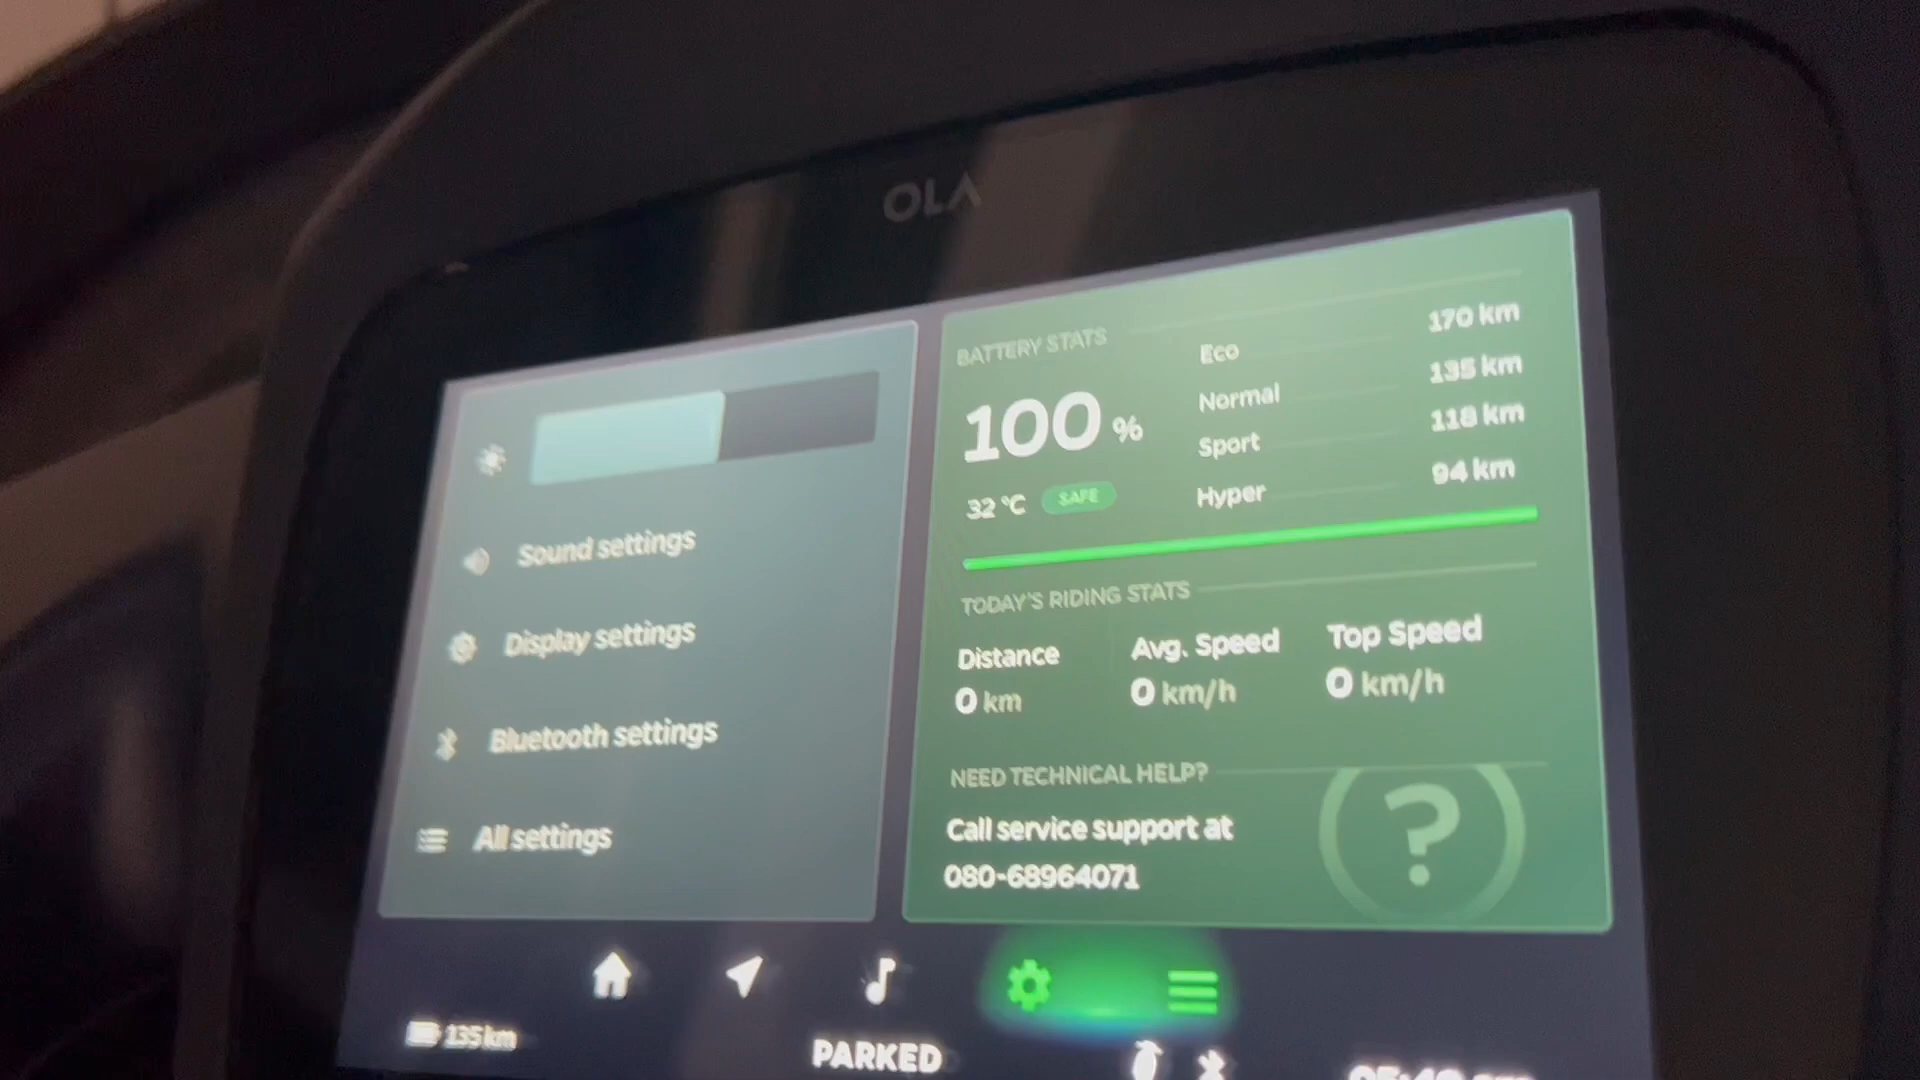 OLA
Sound settings
Display settings
Bluetooth settings
All settings
BATTERY STATS
100 %
32 °C SAFE
Eco 170 km
Normal 135 km
Sport 118 km
Hyper 94 km
TODAY'S RIDING STATS
Distance
0 km
Avg. Speed
0 km/h
Top Speed
0 km/h
NEED TECHNICAL HELP?
Call service support at
080-68964071
?
135 km
PARKED